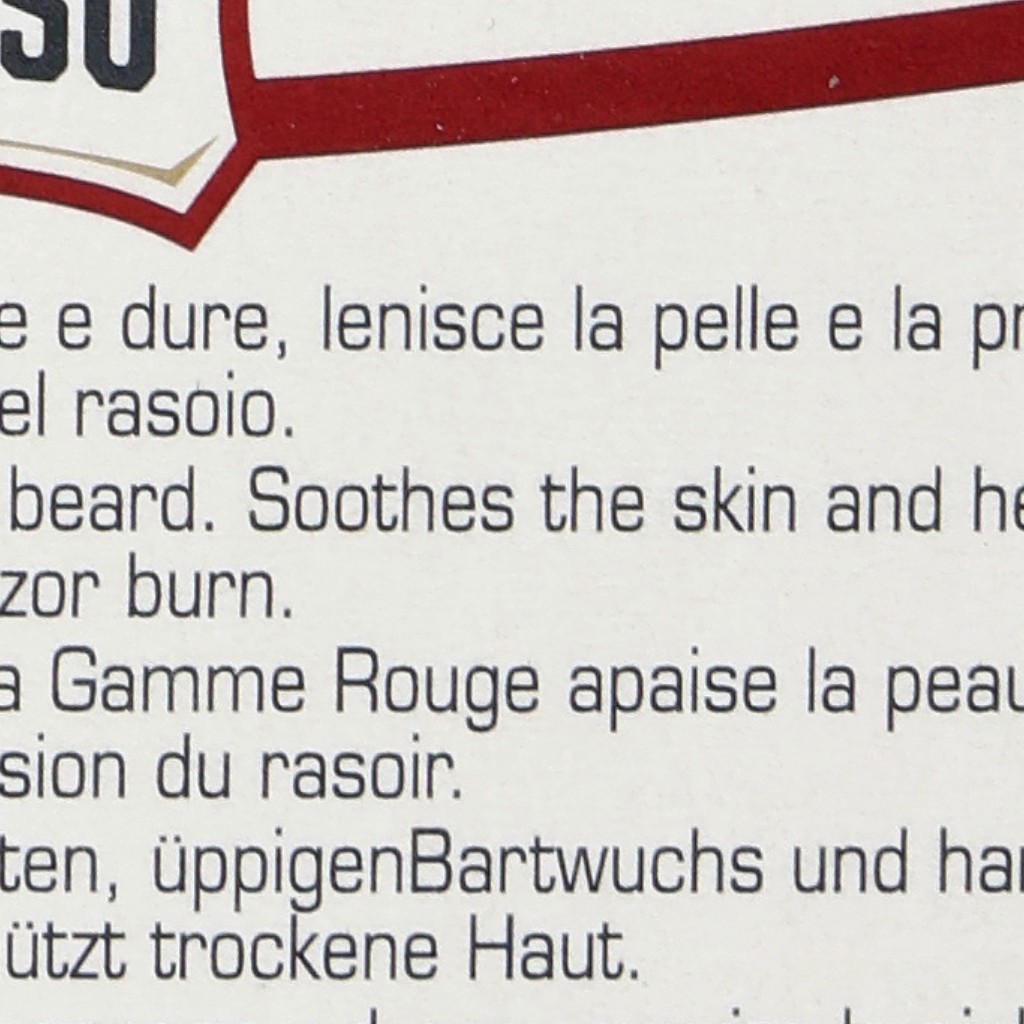 SO
e e dure, lenisce la pelle e la pr
el rasoio.
beard. Soothes the skin and he
zor burn.
a Gamme Rouge apaise la peau
sion du rasoir.
ten, üppigenBartwuchs und har
ützt trockene Haut.